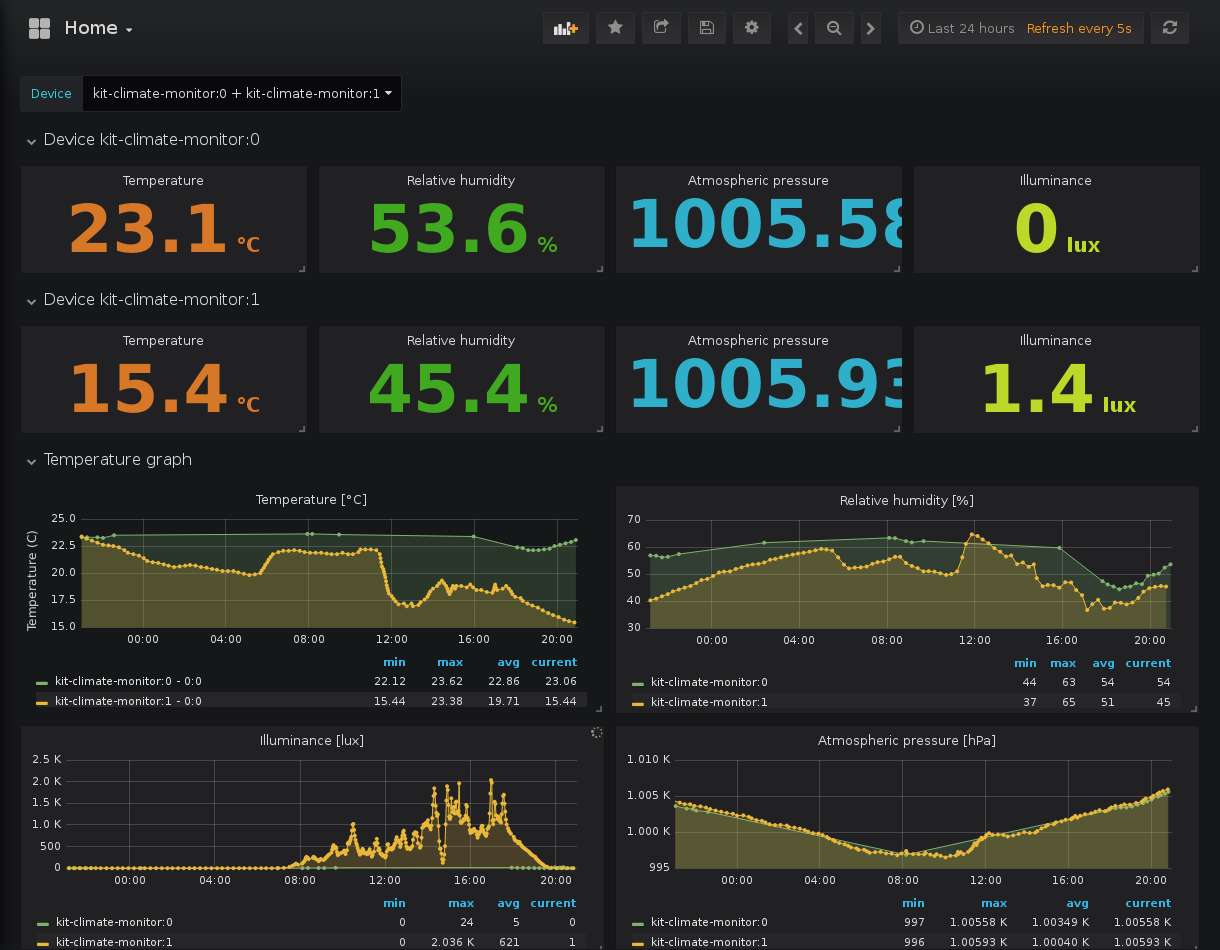 Home
Last 24 hours Refresh every 5s
Device kit-climate-monitor:0 + kit-climate-monitor:1
Device kit-climate-monitor:0
Temperature Relative humidity Atmospheric pressure Illuminance
23.1 °C 53.6 % 1005.58 0 lux
Device kit-climate-monitor:1
Temperature Relative humidity Atmospheric pressure Illuminance
15.4 °C 45.4 % 1005.93 1.4 lux
Temperature graph
Temperature [°C]
Temperature (C)
25.0
22.5
20.0
17.5
15.0
00:00 04:00 08:00 12:00 16:00 20:00
min max avg current
kit-climate-monitor:0 - 0:0 22.12 23.62 22.86 23.06
kit-climate-monitor:1 - 0:0 15.44 23.38 19.71 15.44
Relative humidity [%]
70
60
50
40
30
00:00 04:00 08:00 12:00 16:00 20:00
min max avg current
kit-climate-monitor:0 44 63 54 54
kit-climate-monitor:1 37 65 51 45
Illuminance [lux]
2.5 K
2.0 K
1.5 K
1.0 K
500
0
00:00 04:00 08:00 12:00 16:00 20:00
min max avg current
kit-climate-monitor:0 0 24 5 0
kit-climate-monitor:1 0 2.036 K 621 1
Atmospheric pressure [hPa]
1.010 K
1.005 K
1.000 K
995
00:00 04:00 08:00 12:00 16:00 20:00
min max avg current
kit-climate-monitor:0 997 1.00558 K 1.00349 K 1.00558 K
kit-climate-monitor:1 996 1.00593 K 1.00040 K 1.00593 K